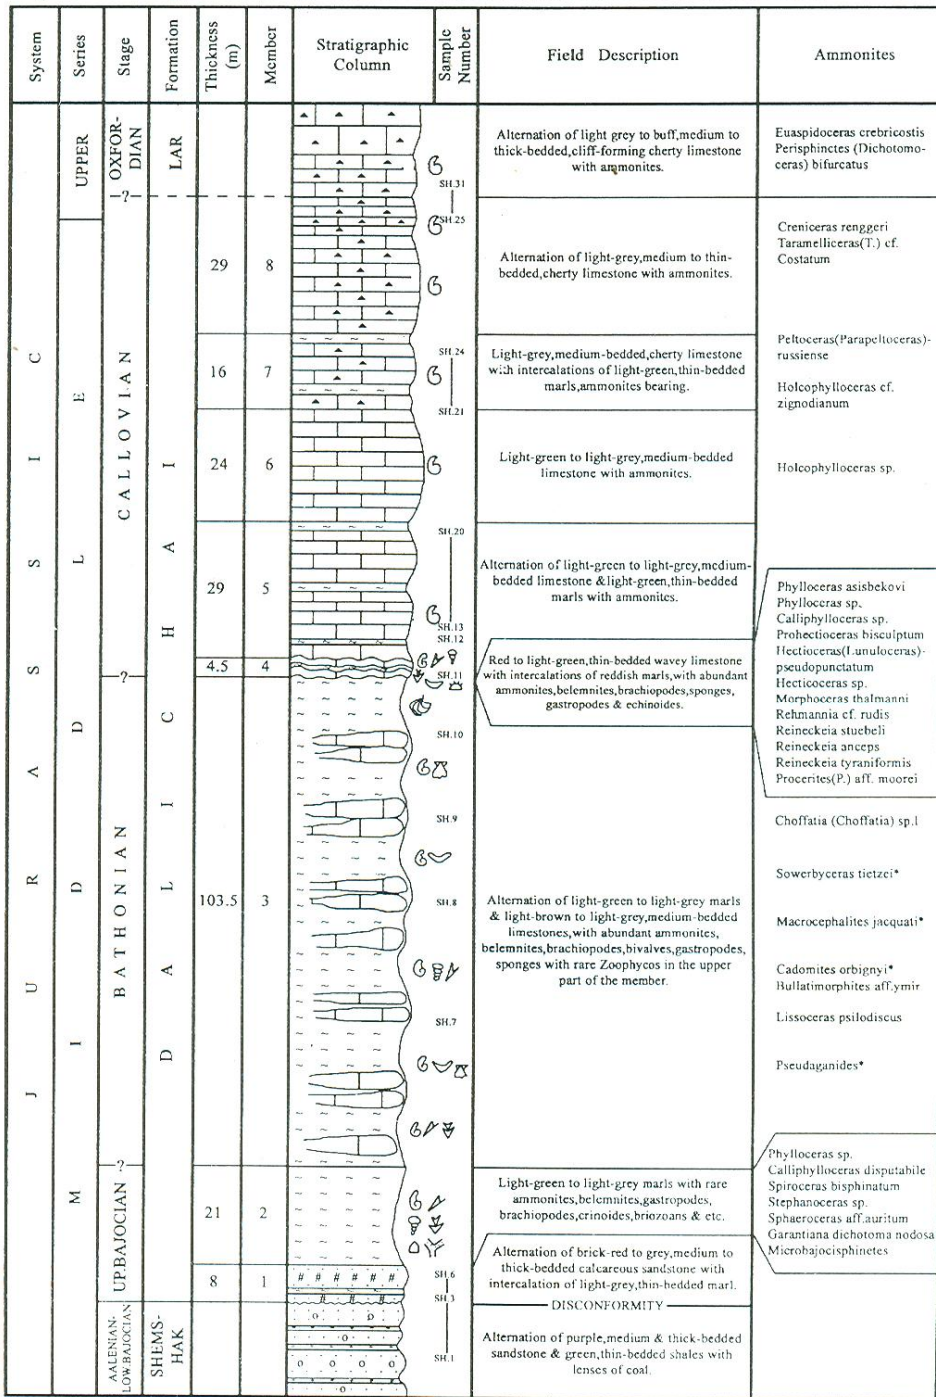 System
Series
Stage
Formation
Thickness
(m)
Member
Stratigraphic
Column
Sample
Number
Field Description
Ammonites
JURASSIC
UPPER
MIDDLE
OXFOR-
DIAN
?
CALLOVIAN
?
BATHONIAN
?
UP.BAJOCIAN
AALENIAN-
LOW.BAJOCIAN
LAR
DALICHAI
SHEMS-
HAK
Alternation of light grey to buff,medium to
thick-bedded,cliff-forming cherty limestone
with ammonites.
Euaspidoceras crebricostis
Perisphinctes (Dichotomo-
ceras) bifurcatus
SH.31
SH.25
29
8
Alternation of light-grey,medium to thin-
bedded,cherty limestone with ammonites.
Creniceras renggeri
Taramelliceras(T.) cf.
Costatum
16
7
SH.24
SH.21
Light-grey,medium-bedded,cherty limestone
with intercalations of light-green,thin-bedded
marls,ammonites bearing.
Peltoceras(Parapeltoceras)-
russiense
Holcophylloceras cf.
zignodianum
24
6
Light-green to light-grey,medium-bedded
limestone with ammonites.
Holcophylloceras sp.
29
5
SH.20
SH.13
SH.12
Alternation of light-green to light-grey,medium-
bedded limestone &light-green,thin-bedded
marls with ammonites.
4.5
4
SH.11
Red to light-green,thin-bedded wavey limestone
with intercalations of reddish marls,with abundant
ammonites,belemnites,brachiopodes,sponges,
gastropodes & echinoides.
Phylloceras asisbekovi
Phylloceras sp.
Calliphylloceras sp.
Prohectioceras bisculptum
Hectioceras(Lunuloceras)-
pseudopunctatum
Hecticoceras sp.
Morphoceras thalmanni
Rehmannia cf. rudis
Reineckeia stuebeli
Reineckeia anceps
Reineckeia tyraniformis
Procerites(P.) aff. moorei
103.5
3
SH.10
SH.9
SH.8
SH.7
Alternation of light-green to light-grey marls
& light-brown to light-grey,medium-bedded
limestones,with abundant ammonites,
belemnites,brachiopodes,bivalves,gastropodes,
sponges with rare Zoophycos in the upper
part of the member.
Choffatia (Choffatia) sp.1
Sowerbyceras tietzei*
Macrocephalites jacquati*
Cadomites orbignyi*
Bullatimorphites aff.ymir
Lissoceras psilodiscus
Pseudaganides*
21
2
Light-green to light-grey marls with rare
ammonites,belemnites,gastropodes,
brachiopodes,crinoides,briozoans & etc.
Phylloceras sp.
Calliphylloceras disputabile
Spiroceras bisphinatum
Stephanoceras sp.
Sphaeroceras aff.auritum
Garantiana dichotoma nodosa
Microbajocisphinetes
8
1
SH.6
SH.3
Alternation of brick-red to grey,medium to
thick-bedded calcareous sandstone with
intercalation of light-grey,thin-bedded marl.
DISCONFORMITY
SH.1
Alternation of purple,medium & thick-bedded
sandstone & green,thin-bedded shales with
lenses of coal.